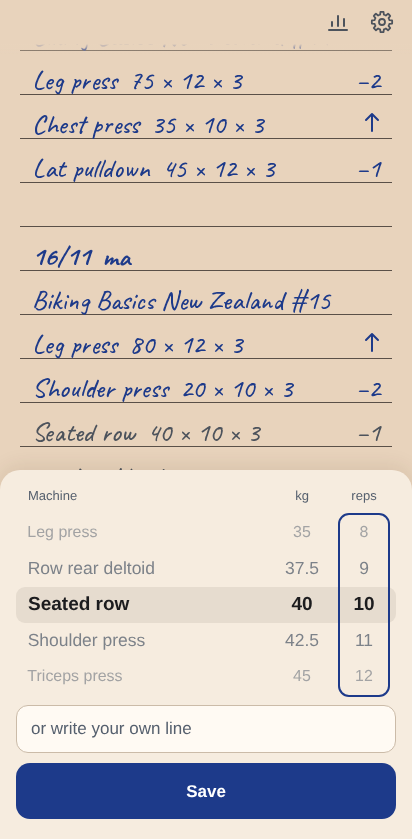 Leg press 75 × 12 × 3 –2
Chest press 35 × 10 × 3 ↑
Lat pulldown 45 × 12 × 3 –1
16/11 ma
Biking Basics New Zealand #15
Leg press 80 × 12 × 3 ↑
Shoulder press 20 × 10 × 3 –2
Seated row 40 × 10 × 3 –1
Machine kg reps
Leg press 35 8
Row rear deltoid 37.5 9
Seated row 40 10
Shoulder press 42.5 11
Triceps press 45 12
or write your own line
Save